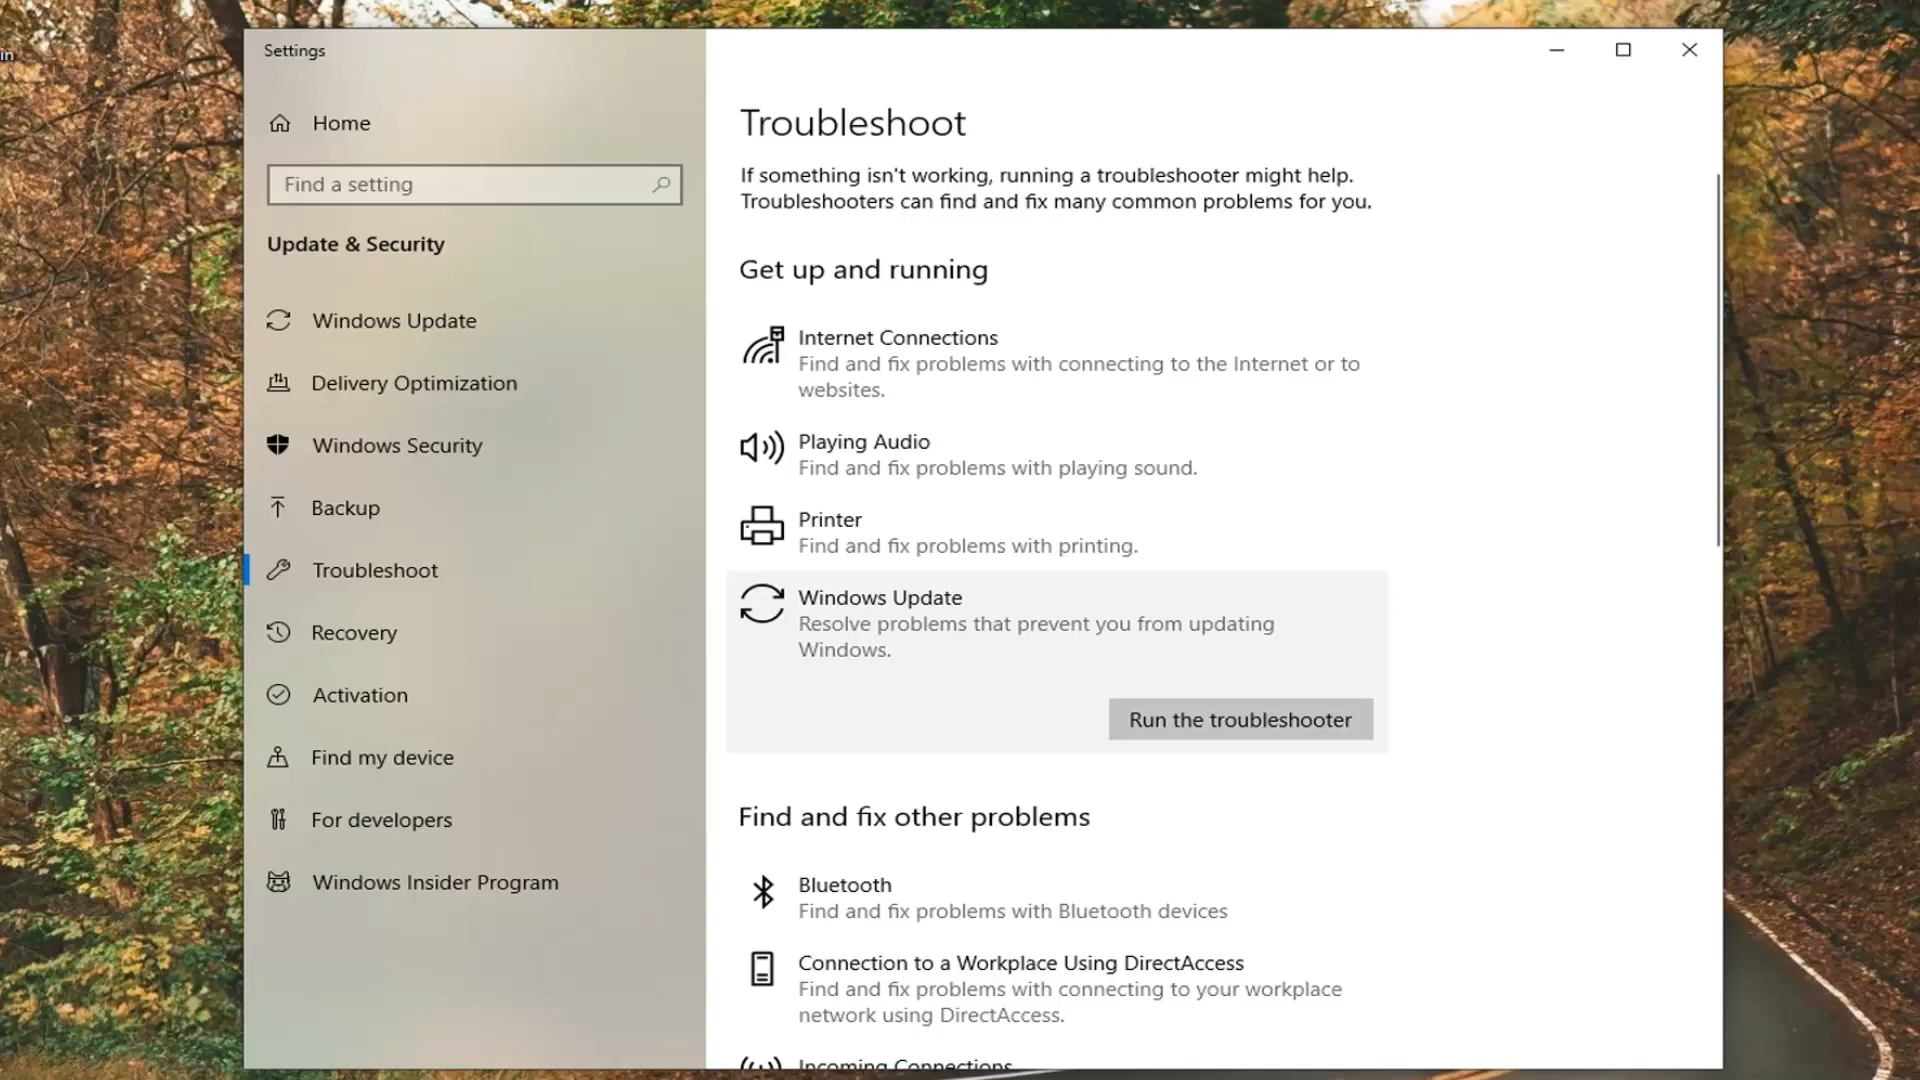 in
Settings
Home
Find a setting
Update & Security
Windows Update
Delivery Optimization
Windows Security
Backup
Troubleshoot
Recovery
Activation
Find my device
For developers
Windows Insider Program
Troubleshoot
If something isn't working, running a troubleshooter might help.
Troubleshooters can find and fix many common problems for you.
Get up and running
Internet Connections
Find and fix problems with connecting to the Internet or to
websites.
Playing Audio
Find and fix problems with playing sound.
Printer
Find and fix problems with printing.
Windows Update
Resolve problems that prevent you from updating
Windows.
Run the troubleshooter
Find and fix other problems
Bluetooth
Find and fix problems with Bluetooth devices
Connection to a Workplace Using DirectAccess
Find and fix problems with connecting to your workplace
network using DirectAccess.
Incoming Connections